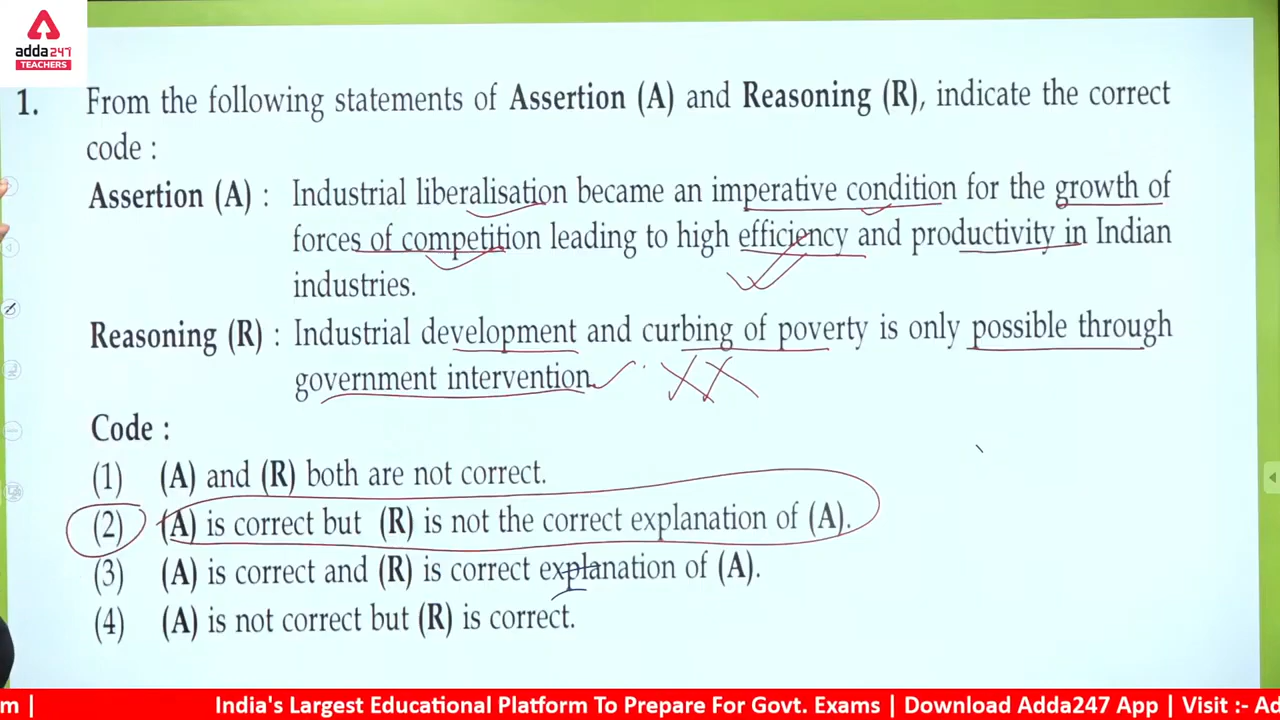 adda247
TEACHERS
1. From the following statements of Assertion (A) and Reasoning (R), indicate the correct
code :
Assertion (A) : Industrial liberalisation became an imperative condition for the growth of
forces of competition leading to high efficiency and productivity in Indian
industries.
Reasoning (R) : Industrial development and curbing of poverty is only possible through
government intervention.
Code :
(1) (A) and (R) both are not correct.
(2) (A) is correct but (R) is not the correct explanation of (A).
(3) (A) is correct and (R) is correct explanation of (A).
(4) (A) is not correct but (R) is correct.
m | India's Largest Educational Platform To Prepare For Govt. Exams | Download Adda247 App | Visit :- Ad